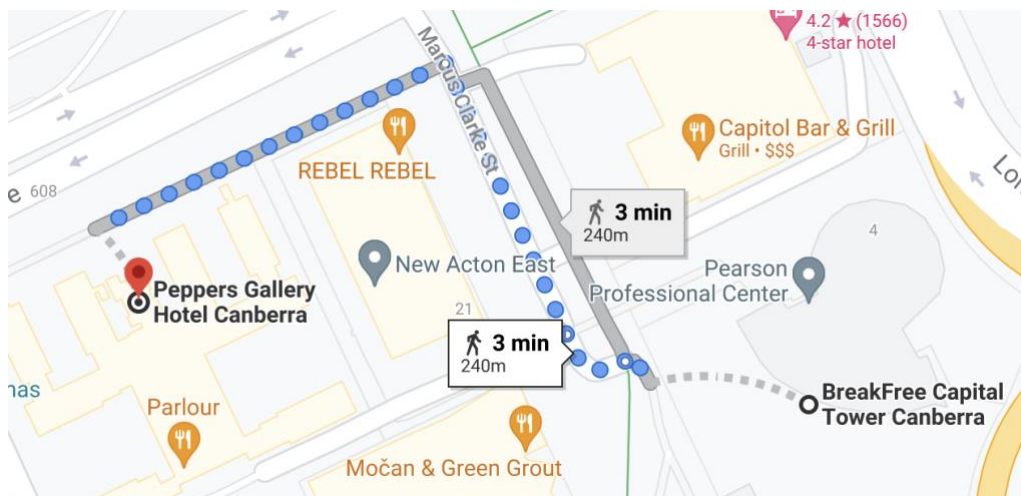 4.2 ★ (1566)
4-star hotel
Marcus Clarke St
REBEL REBEL
Capitol Bar & Grill
Grill • $$$
608
3 min
240m
4
New Acton East
Pearson
Professional Center
Peppers Gallery
Hotel Canberra
21
3 min
240m
BreakFree Capital
Tower Canberra
Parlour
Močan & Green Grout